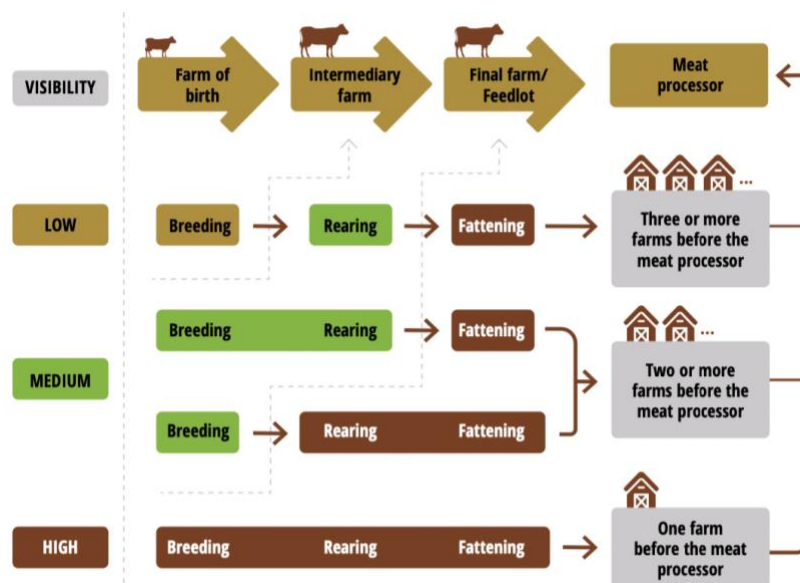 VISIBILITY
Farm of
birth
Intermediary
farm
Final farm/
Feedlot
Meat
processor
LOW
Breeding
Rearing
Fattening
...
Three or more
farms before the
meat processor
MEDIUM
Breeding
Rearing
Fattening
...
Two or more
farms before the
meat processor
Breeding
Rearing
Fattening
HIGH
Breeding
Rearing
Fattening
One farm
before the meat
processor